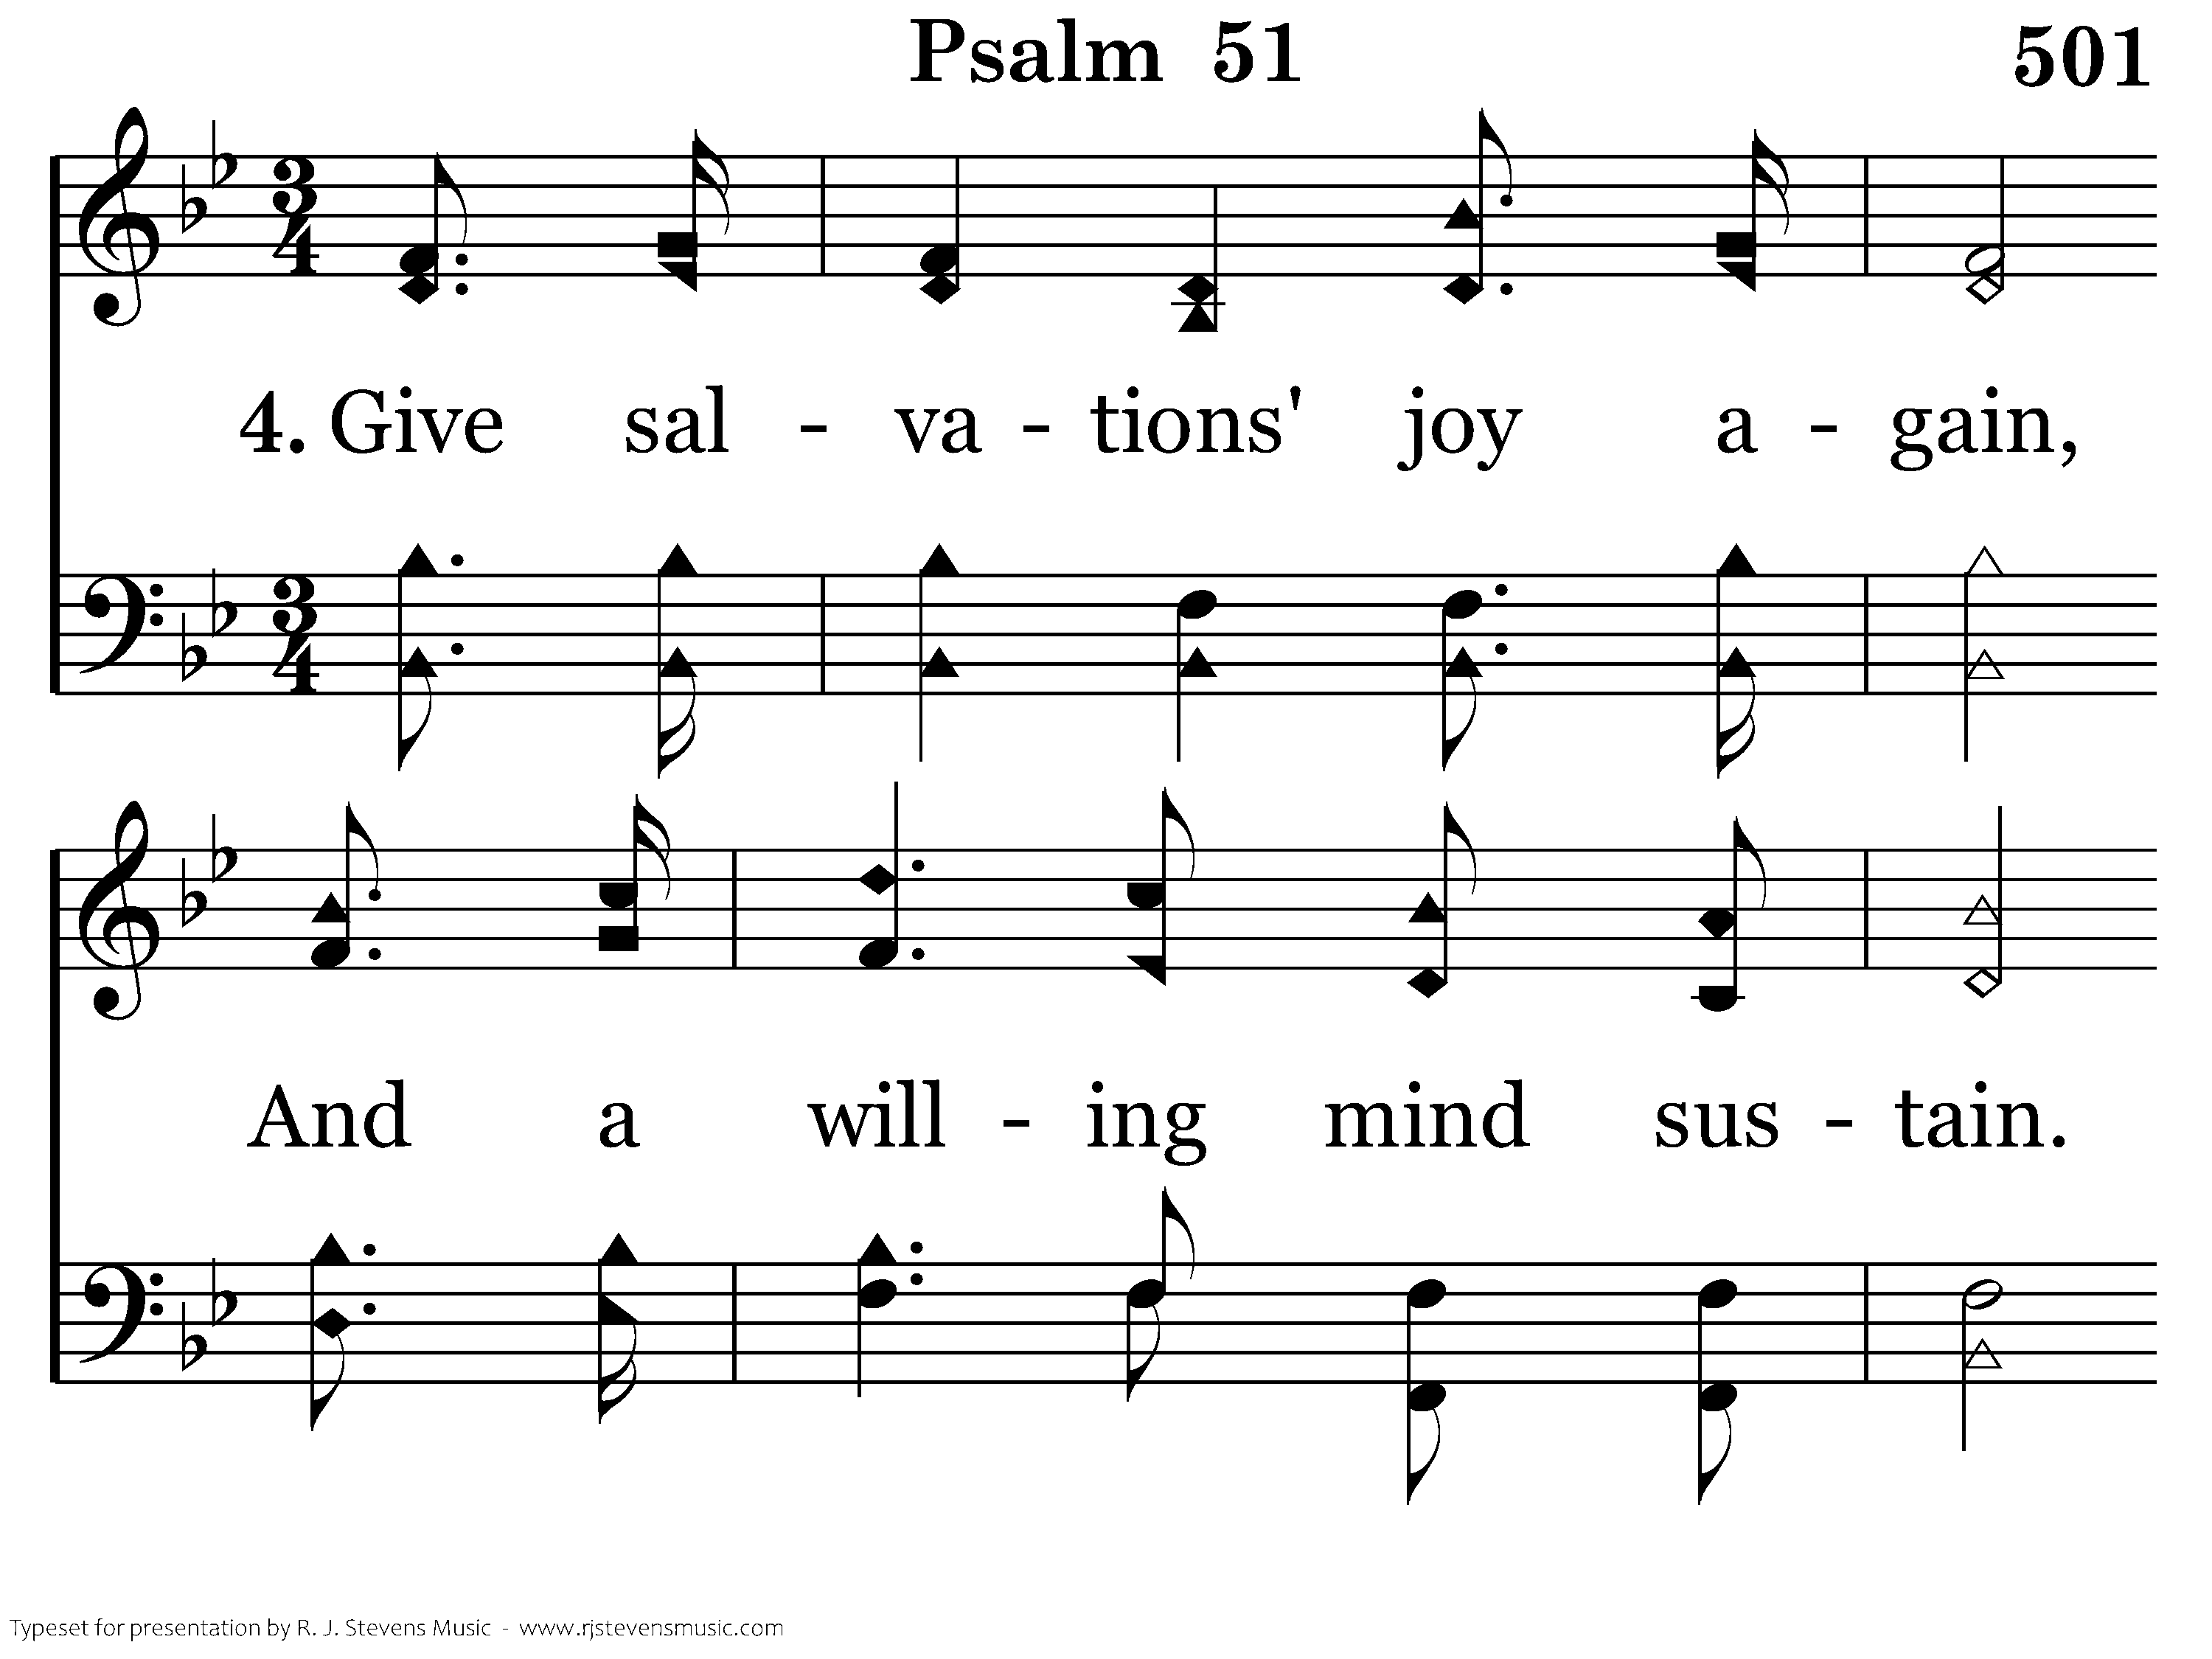 Psalm 51 501
4. Give sal - va - tions' joy a - gain,
And a will - ing mind sus - tain.
Typeset for presentation by R. J. Stevens Music - www.rjstevensmusic.com